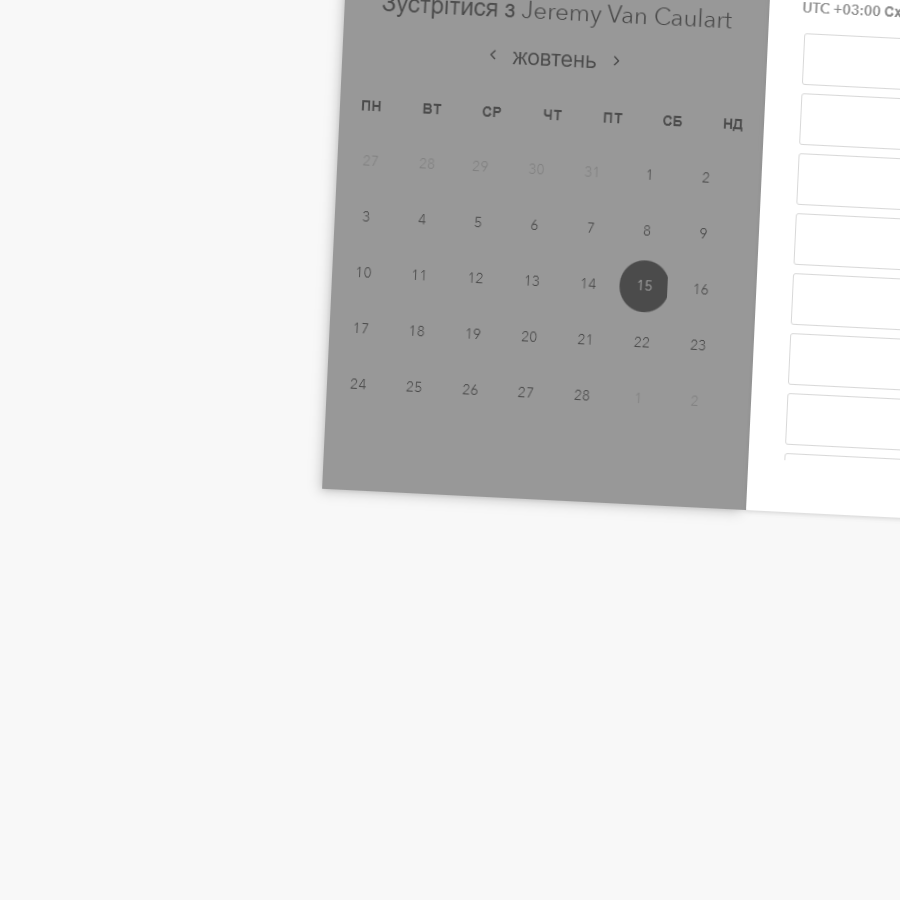 Зустрітися з Jeremy Van Caulart
‹ жовтень ›
ПН ВТ СР ЧТ ПТ СБ НД
27 28 29 30 31 1 2
3 4 5 6 7 8 9
10 11 12 13 14 15 16
17 18 19 20 21 22 23
24 25 26 27 28 1 2
UTC +03:00